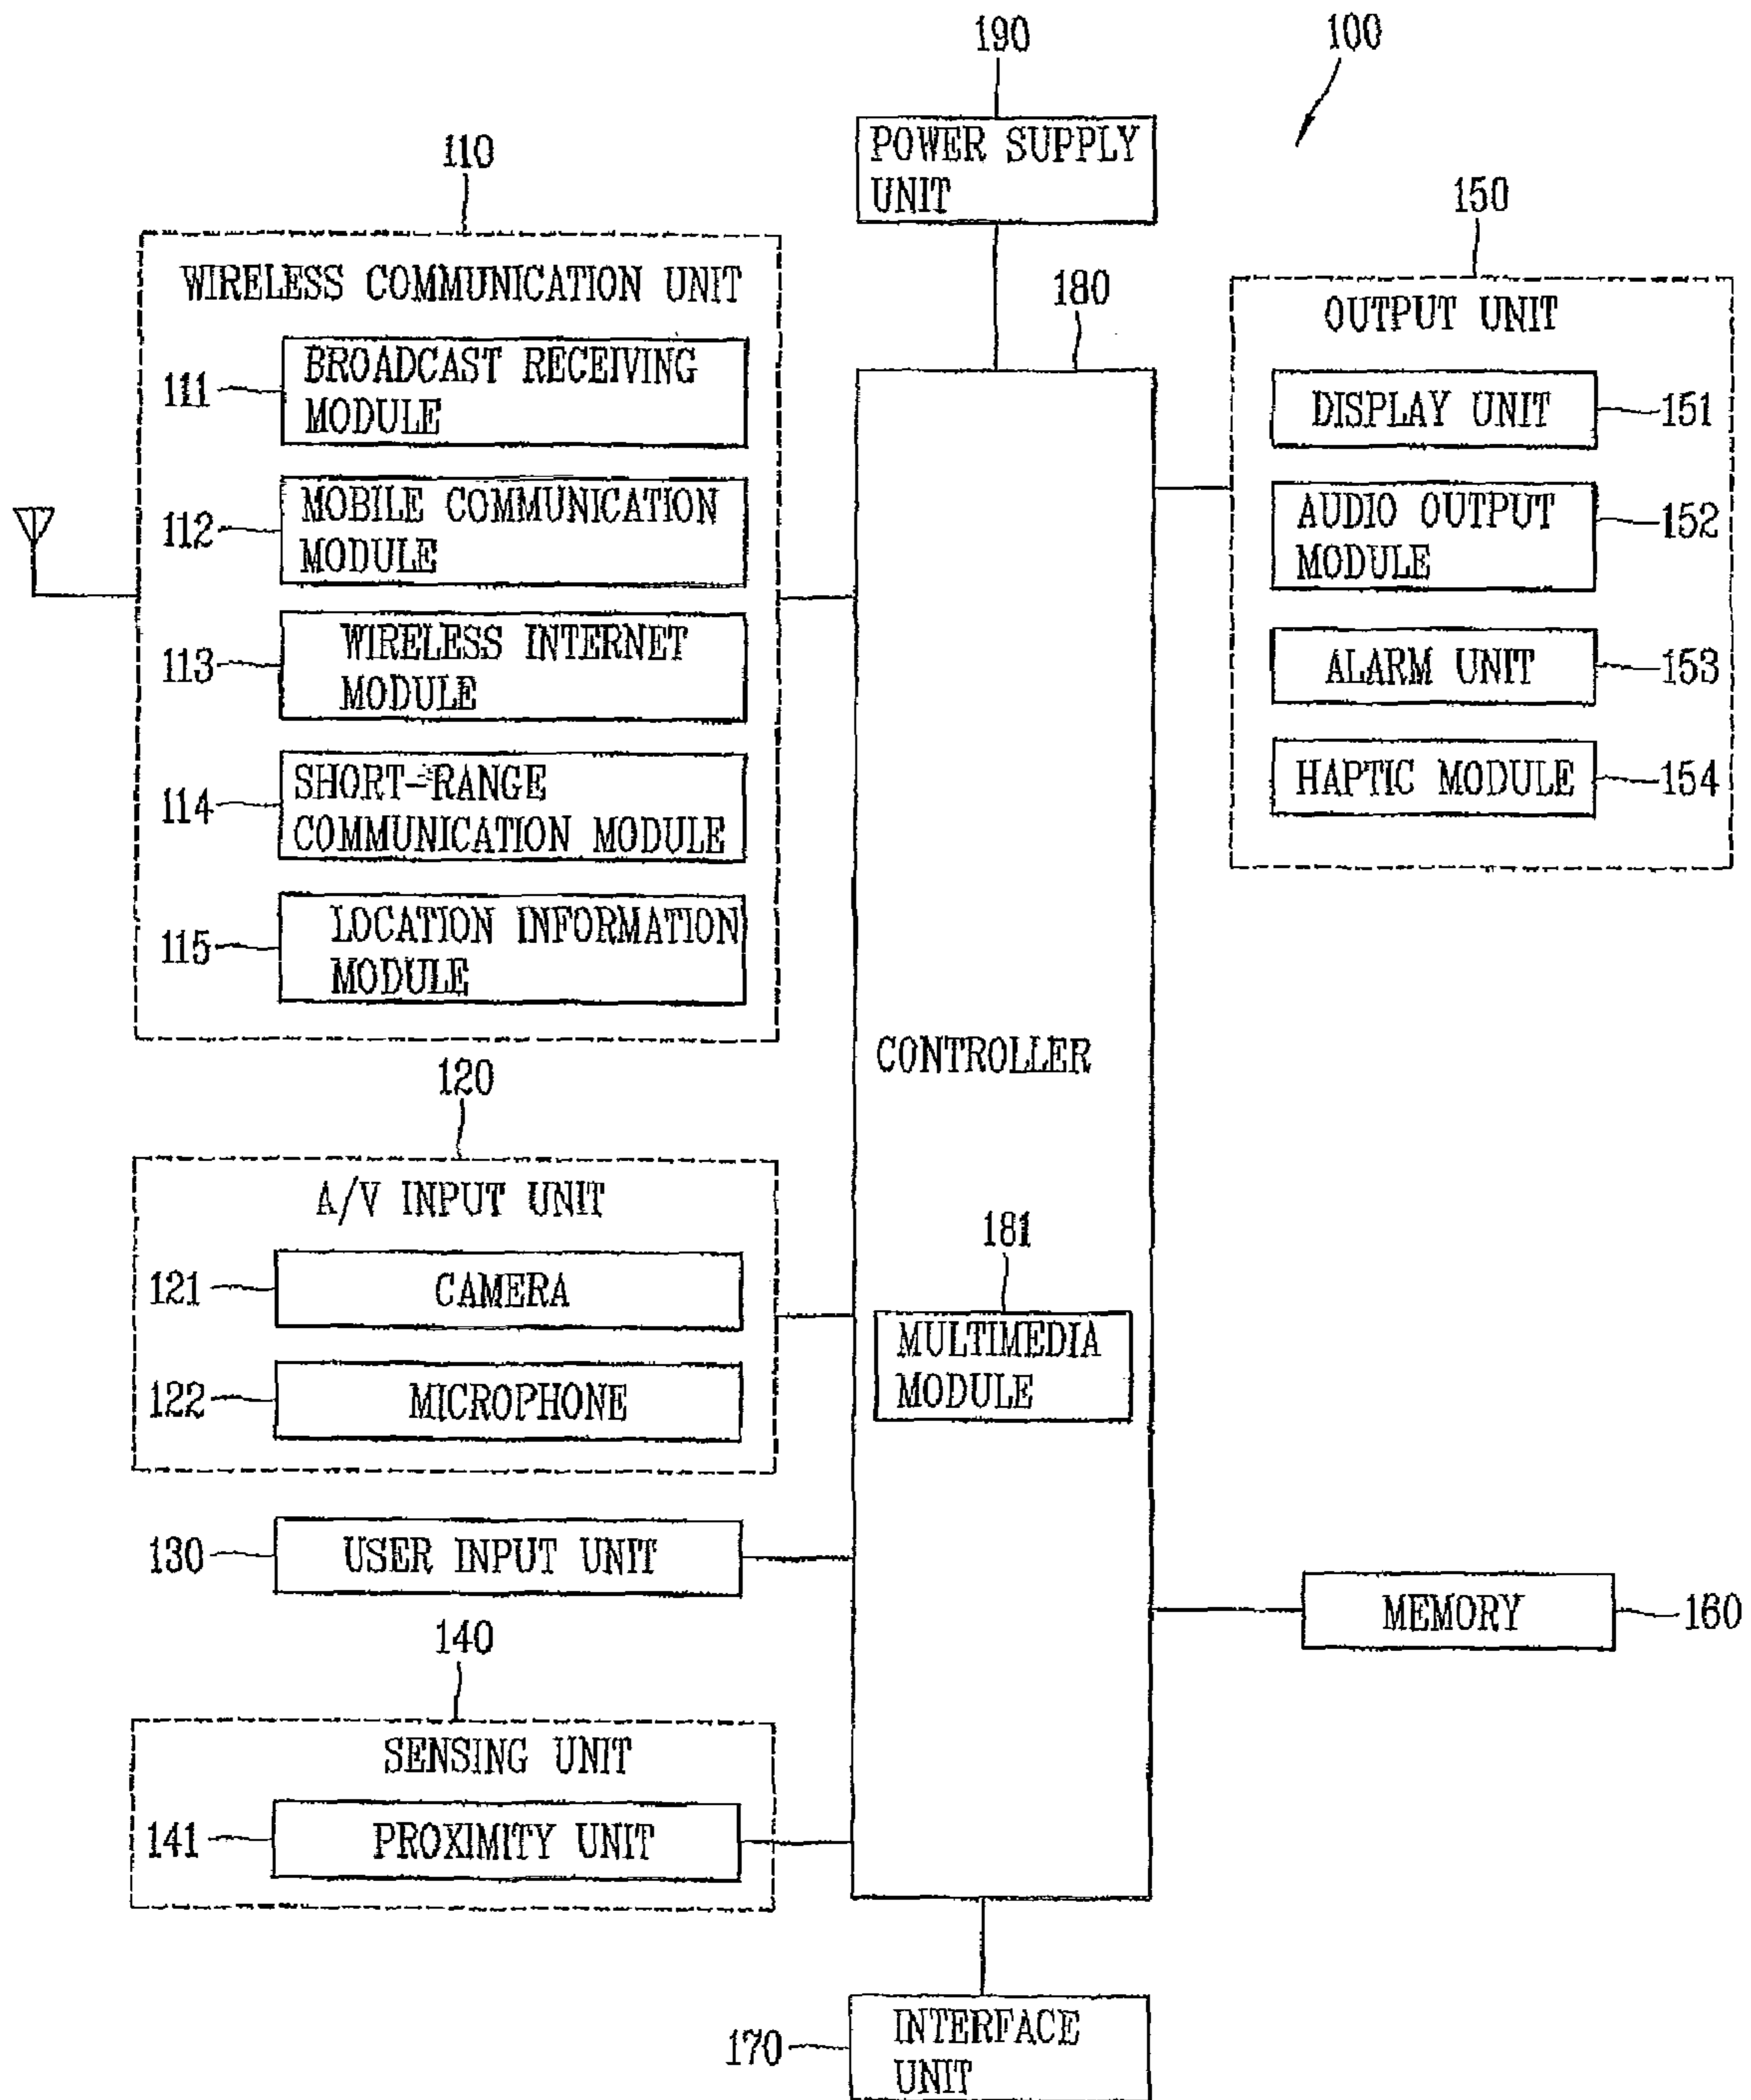 190
100
POWER SUPPLY
UNIT
110
WIRELESS COMMUNICATION UNIT
111
BROADCAST RECEIVING
MODULE
112
MOBILE COMMUNICATION
MODULE
113
WIRELESS INTERNET
MODULE
114
SHORT-RANGE
COMMUNICATION MODULE
115
LOCATION INFORMATION
MODULE
120
A/V INPUT UNIT
121
CAMERA
122
MICROPHONE
130
USER INPUT UNIT
140
SENSING UNIT
141
PROXIMITY UNIT
180
CONTROLLER
181
MULTIMEDIA
MODULE
150
OUTPUT UNIT
DISPLAY UNIT
151
AUDIO OUTPUT
MODULE
152
ALARM UNIT
153
HAPTIC MODULE
154
MEMORY
160
170
INTERFACE
UNIT